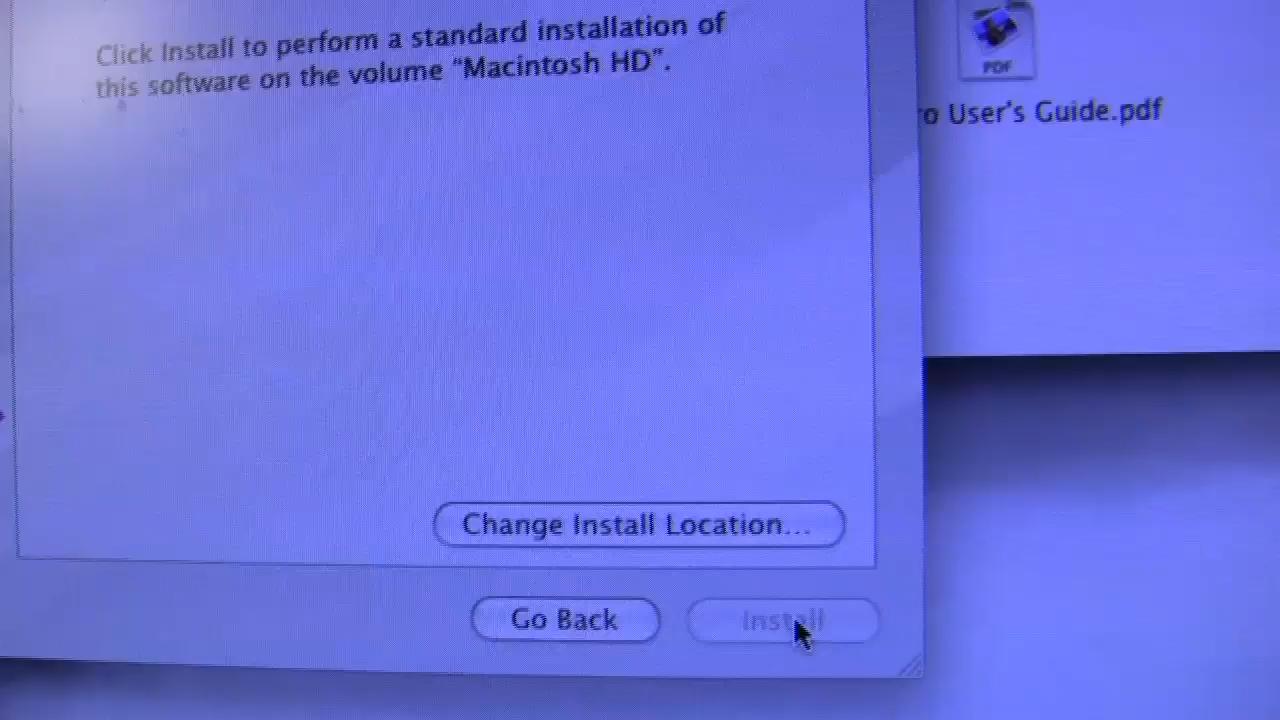 Click Install to perform a standard installation of
this software on the volume “Macintosh HD”.
PDF
o User's Guide.pdf
Change Install Location...
Go Back
Install